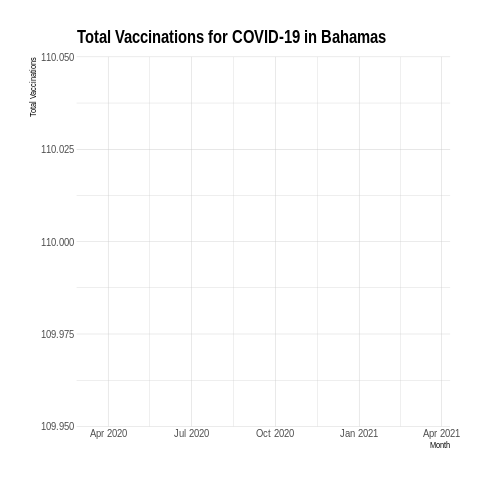 Total Vaccinations for COVID-19 in Bahamas
Total Vaccinations
110.050
110.025
110.000
109.975
109.950
Apr 2020
Jul 2020
Oct 2020
Jan 2021
Apr 2021
Month